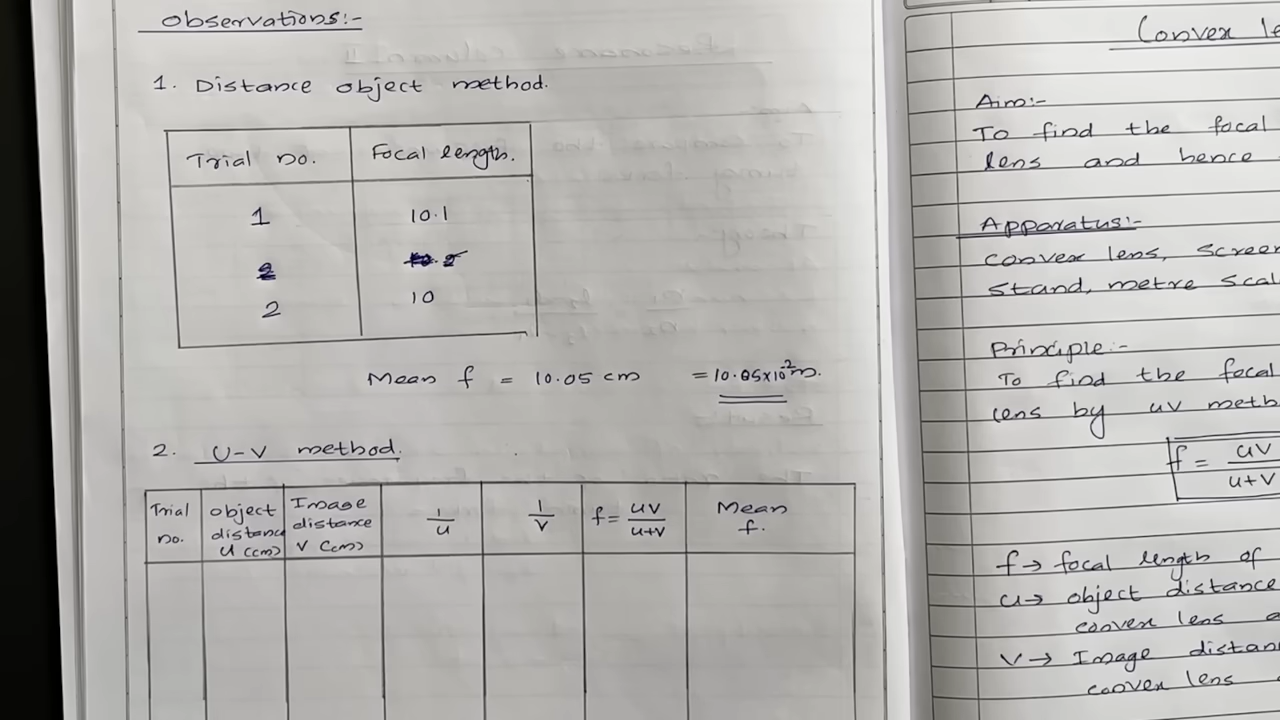 Observations:-
1. Distance object method.
Trial no. Focal length.
1 10.1
2
2 10
Mean f = 10.05 cm = 10.05x10⁻²m.
2. U-V method.
Trial no. object distance u (cm) Image distance v (cm) 1/u 1/v f= uv/u+v Mean f.
Convex le
Aim:-
To find the focal
lens and hence
Apparatus:-
Convex lens, Screen
Stand, metre scal
Principle:-
To find the focal
lens by uv meth
f = uv/u+v
f→ focal length of
u→ object distance
convex lens
v→ Image distan
convex lens